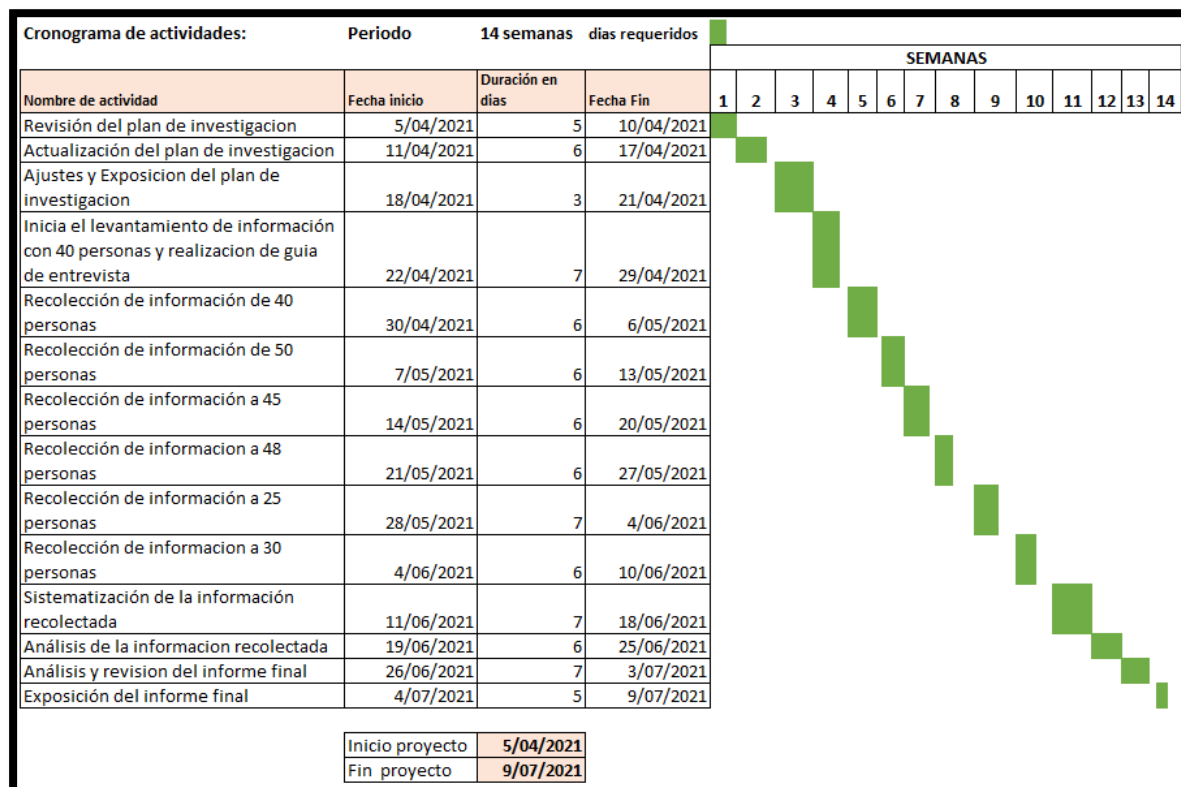 Cronograma de actividades: Periodo 14 semanas dias requeridos
SEMANAS
Nombre de actividad Fecha inicio Duración en dias Fecha Fin 1 2 3 4 5 6 7 8 9 10 11 12 13 14
Revisión del plan de investigacion 5/04/2021 5 10/04/2021
Actualización del plan de investigacion 11/04/2021 6 17/04/2021
Ajustes y Exposicion del plan de
investigacion 18/04/2021 3 21/04/2021
Inicia el levantamiento de información
con 40 personas y realizacion de guia
de entrevista 22/04/2021 7 29/04/2021
Recolección de información de 40
personas 30/04/2021 6 6/05/2021
Recolección de información de 50
personas 7/05/2021 6 13/05/2021
Recolección de información a 45
personas 14/05/2021 6 20/05/2021
Recolección de informacion a 48
personas 21/05/2021 6 27/05/2021
Recolección de información a 25
personas 28/05/2021 7 4/06/2021
Recolección de informacion a 30
personas 4/06/2021 6 10/06/2021
Sistematización de la información
recolectada 11/06/2021 7 18/06/2021
Análisis de la informacion recolectada 19/06/2021 6 25/06/2021
Análisis y revision del informe final 26/06/2021 7 3/07/2021
Exposición del informe final 4/07/2021 5 9/07/2021
Inicio proyecto 5/04/2021
Fin proyecto 9/07/2021